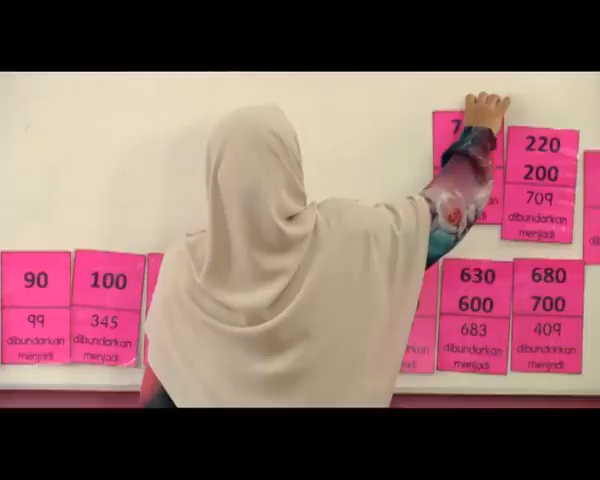 7
220
200
709
dibundarkan
menjadi
90
99
dibundarkan
menjadi
100
345
dibundarkan
menjadi
630
600
683
dibundarkan
menjadi
680
700
409
dibundarkan
menjadi